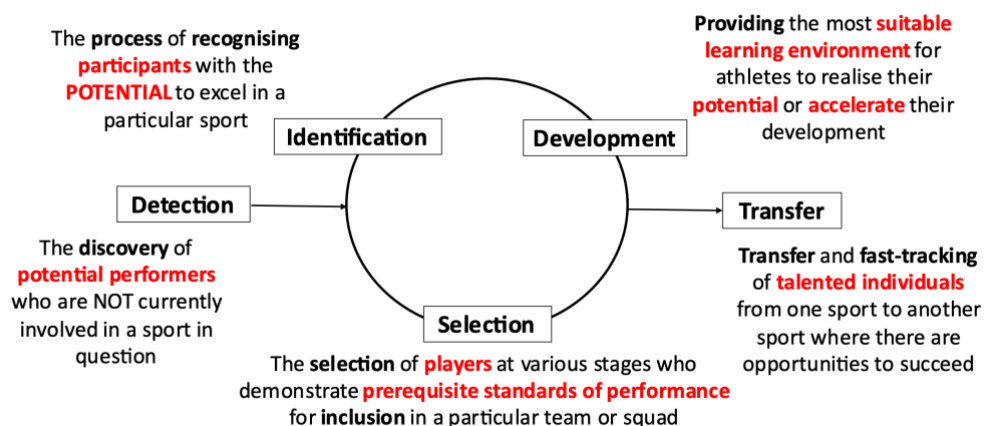 The process of recognising
participants with the
POTENTIAL to excel in a
particular sport
Identification
Providing the most suitable
learning environment for
athletes to realise their
potential or accelerate their
development
Development
Detection
The discovery of
potential performers
who are NOT currently
involved in a sport in
question
Transfer
Transfer and fast-tracking
of talented individuals
from one sport to another
sport where there are
opportunities to succeed
Selection
The selection of players at various stages who
demonstrate prerequisite standards of performance
for inclusion in a particular team or squad